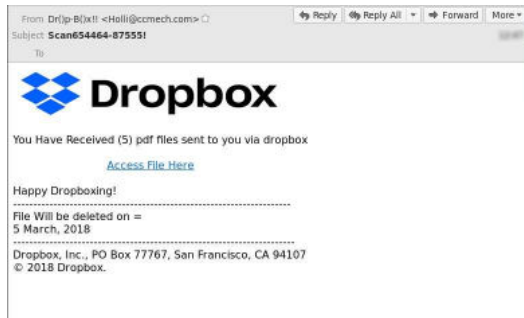 From Dr()p-B()x!! <Holli@ccmech.com>
Reply Reply All Forward More
Subject Scan654464-87555!
To
Dropbox
You Have Received (5) pdf files sent to you via dropbox
Access File Here
Happy Dropboxing!
------------------------------------------------------------------
File Will be deleted on =
5 March, 2018
-------------------------------------------------------------------
Dropbox, Inc., PO Box 77767, San Francisco, CA 94107
© 2018 Dropbox.